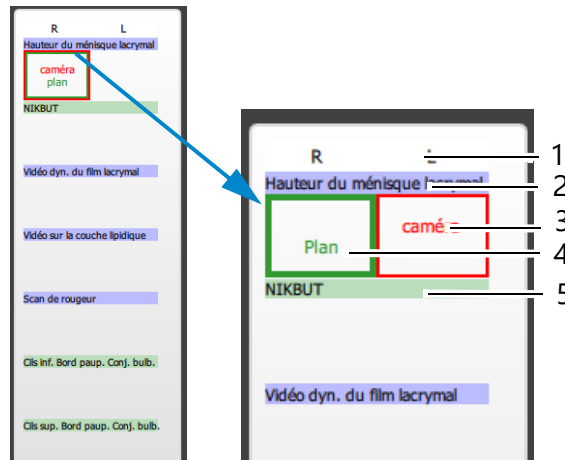 R L
Hauteur du ménisque lacrymal
caméra
plan
NIKBUT
Vidéo dyn. du film lacrymal
Vidéo sur la couche lipidique
Scan de rougeur
Cils inf. Bord paup. Conj. bulb.
Cils sup. Bord paup. Conj. bulb.
R L 1
Hauteur du ménisque lacrymal 2
caméra 3
Plan 4
NIKBUT 5
Vidéo dyn. du film lacrymal